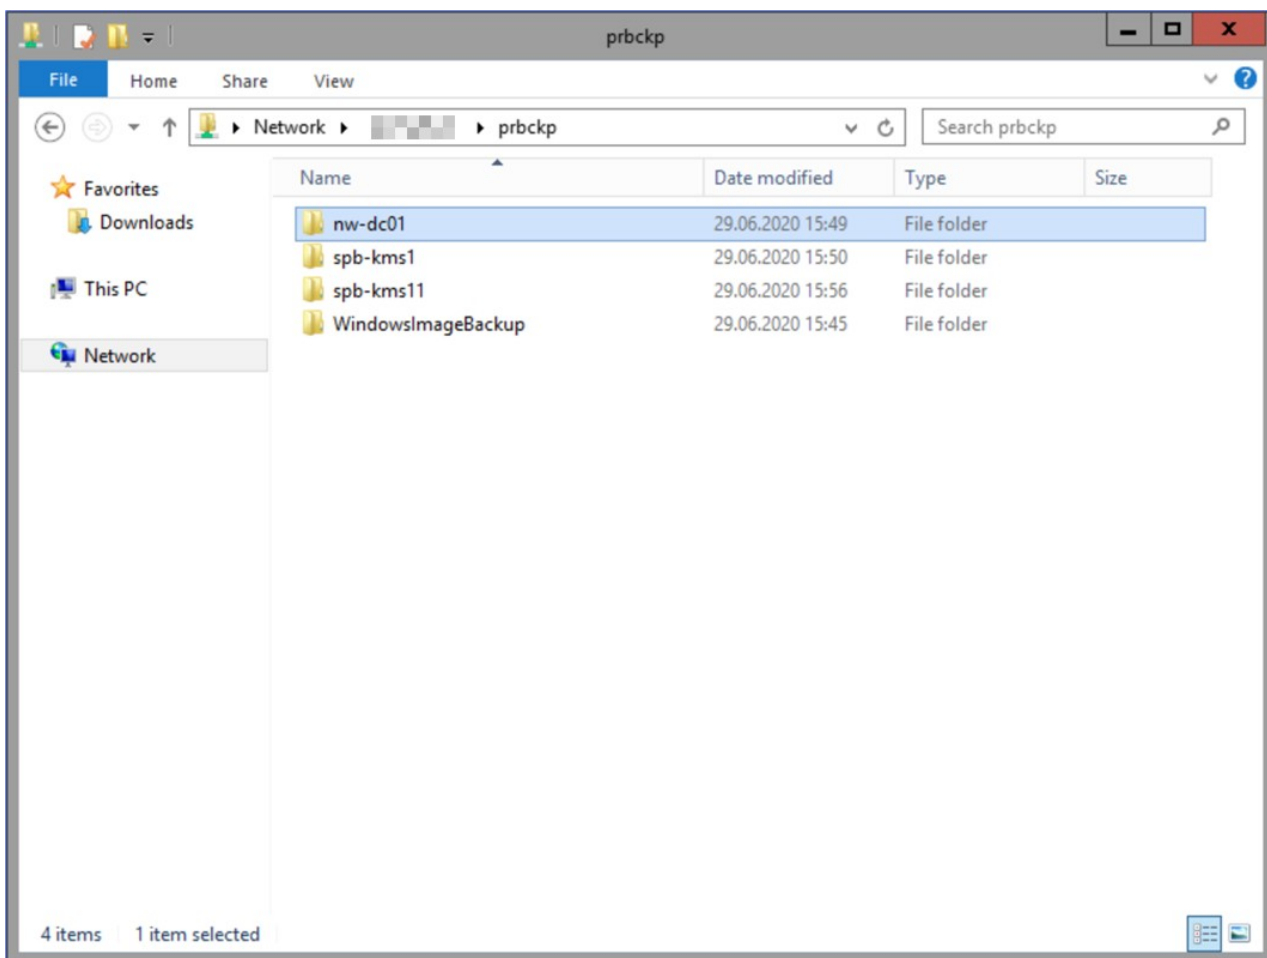 prbckp
File Home Share View
Network prbckp Search prbckp
Favorites
Downloads
This PC
Network
Name Date modified Type Size
nw-dc01 29.06.2020 15:49 File folder
spb-kms1 29.06.2020 15:50 File folder
spb-kms11 29.06.2020 15:56 File folder
WindowsImageBackup 29.06.2020 15:45 File folder
4 items 1 item selected